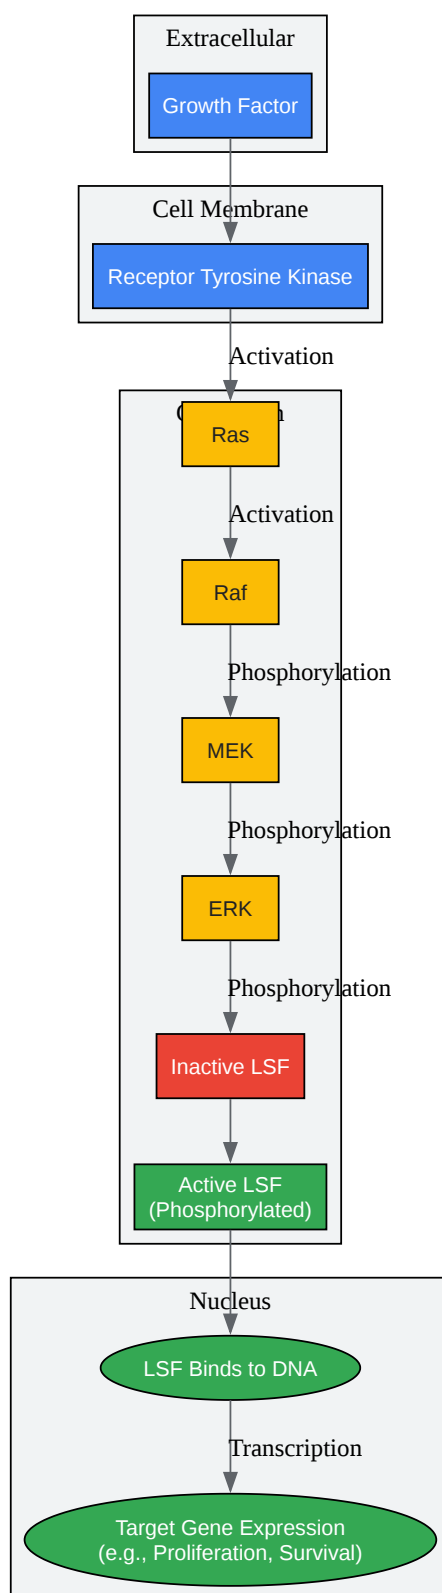 Extracellular
Growth Factor
Cell Membrane
Receptor Tyrosine Kinase
Activation
Ras
Activation
Raf
Phosphorylation
MEK
Phosphorylation
ERK
Phosphorylation
Inactive LSF
Active LSF
(Phosphorylated)
Nucleus
LSF Binds to DNA
Transcription
Target Gene Expression
(e.g., Proliferation, Survival)